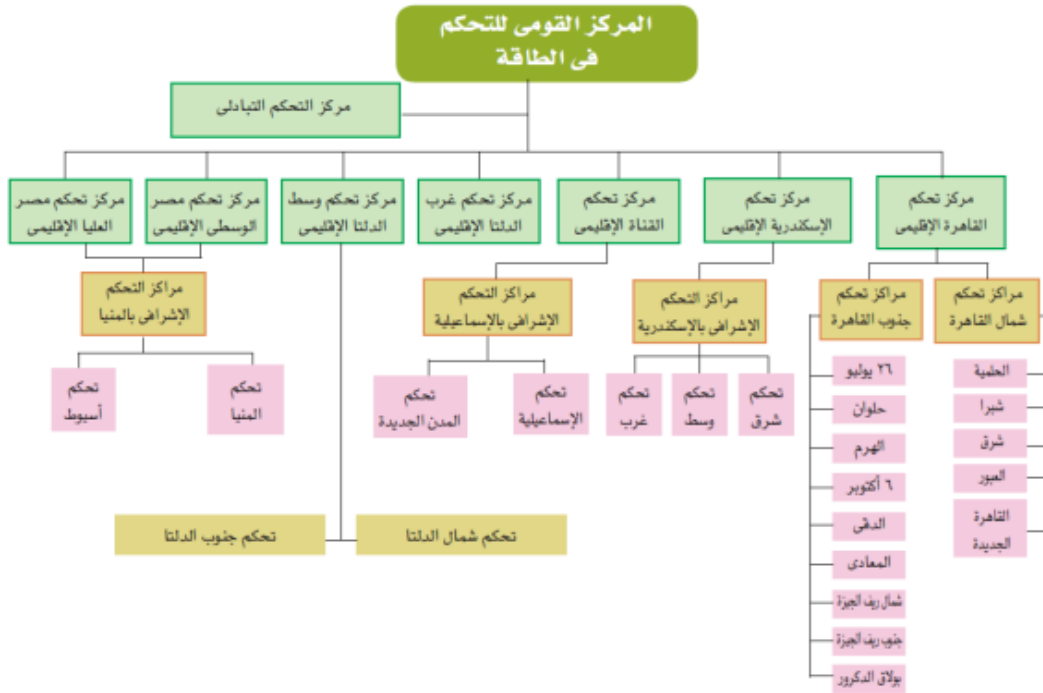 المركز القومى للتحكم
فى الطاقة
مركز التحكم التبادلى
مركز تحكم
القاهرة الإقليمى
مركز تحكم
الإسكندرية الإقليمى
مركز تحكم
القناة الإقليمى
مركز تحكم غرب
الدلتا الإقليمى
مركز تحكم وسط
الدلتا الإقليمى
مركز تحكم مصر
الوسطى الإقليمى
مركز تحكم مصر
العليا الإقليمى
مراكز تحكم
شمال القاهرة
مراكز تحكم
جنوب القاهرة
مراكز التحكم
الإشرافى بالإسكندرية
مراكز التحكم
الإشرافى بالإسماعيلية
مراكز التحكم
الإشرافى بالمنيا
الحلمية
شبرا
شرق
العبور
القاهرة
الجديدة
٢٦ يوليو
حلوان
الهرم
٦ أكتوبر
الدقى
المعادى
شمال ريف الجيزة
جنوب ريف الجيزة
بولاق الدكرور
تحكم
شرق
تحكم
وسط
تحكم
غرب
تحكم
الإسماعيلية
تحكم
المدن الجديدة
تحكم
المنيا
تحكم
أسيوط
تحكم شمال الدلتا
تحكم جنوب الدلتا